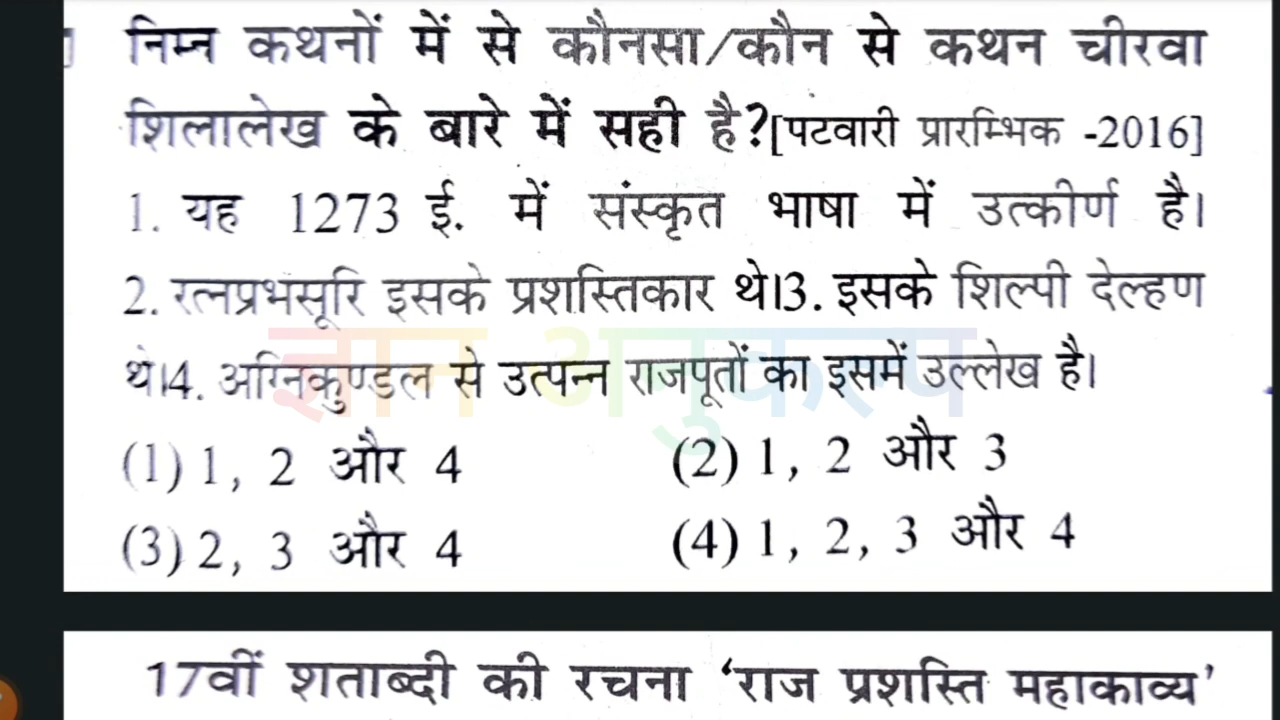 निम्न कथनों में से कौनसा/कौन से कथन चीरवा
शिलालेख के बारे में सही है?[पटवारी प्रारम्भिक -2016]
1. यह 1273 ई. में संस्कृत भाषा में उत्कीर्ण है।
2. रत्नप्रभसूरि इसके प्रशस्तिकार थे।3. इसके शिल्पी देल्हण
ज्ञान अनुकल्प
थे।4. अग्निकुण्डल से उत्पन्न राजपूतों का इसमें उल्लेख है।
(1) 1, 2 और 4 (2) 1, 2 और 3
(3) 2, 3 और 4 (4) 1, 2, 3 और 4
17वीं शताब्दी की रचना ‘राज प्रशस्ति महाकाव्य’